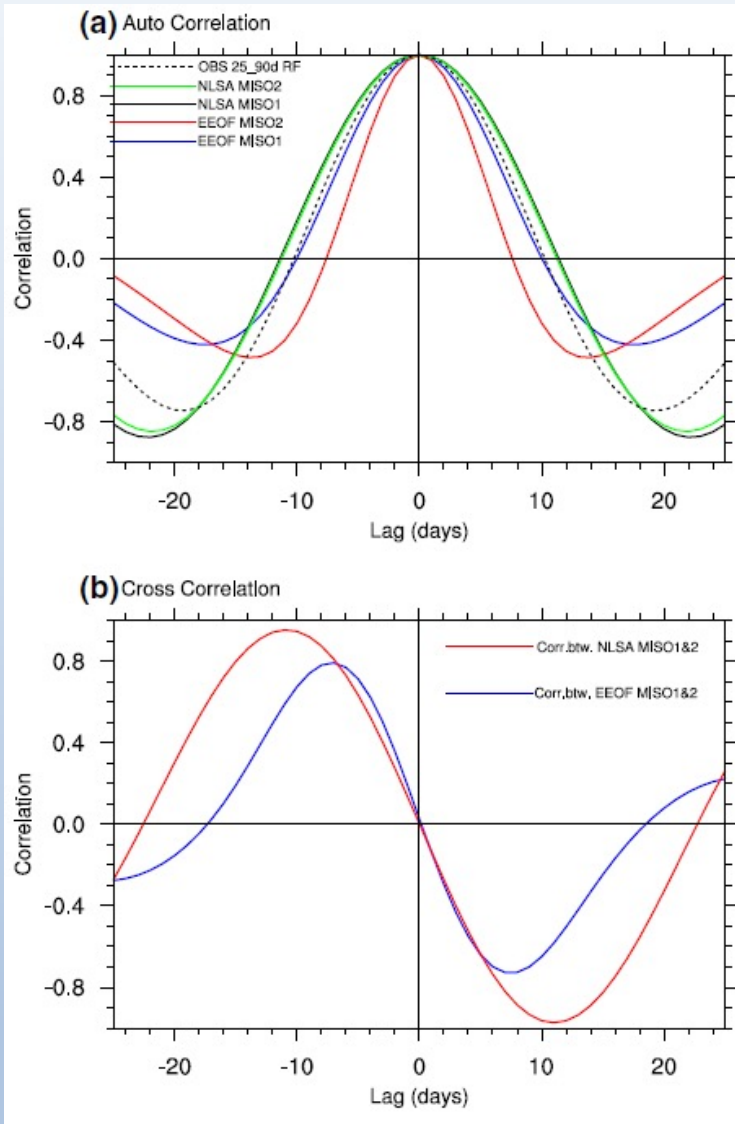 (a) Auto Correlation
OBS 25_90d RF
NLSA MISO2
NLSA MISO1
EEOF MISO2
EEOF MISO1
0.8
0.4
0.0
-0.4
-0.8
Correlation
-20 -10 0 10 20
Lag (days)
(b) Cross Correlation
Corr.btw. NLSA MISO1&2
Corr.btw. EEOF MISO1&2
0.8
0.4
0.0
-0.4
-0.8
Correlation
-20 -10 0 10 20
Lag (days)